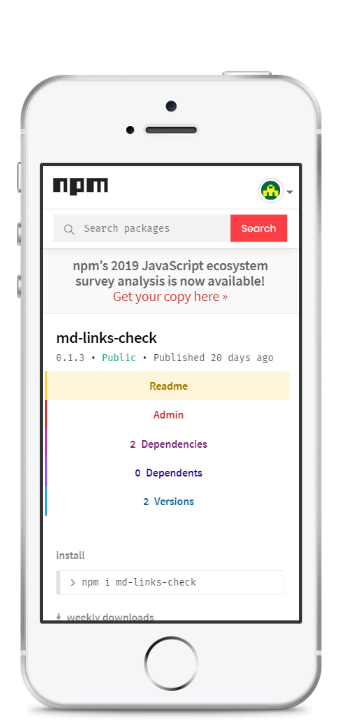 npm
Search packages
Search
npm's 2019 JavaScript ecosystem
survey analysis is now available!
Get your copy here »
md-links-check
0.1.3 • Public • Published 20 days ago
Readme
Admin
2 Dependencies
0 Dependents
2 Versions
install
> npm i md-links-check
weekly downloads